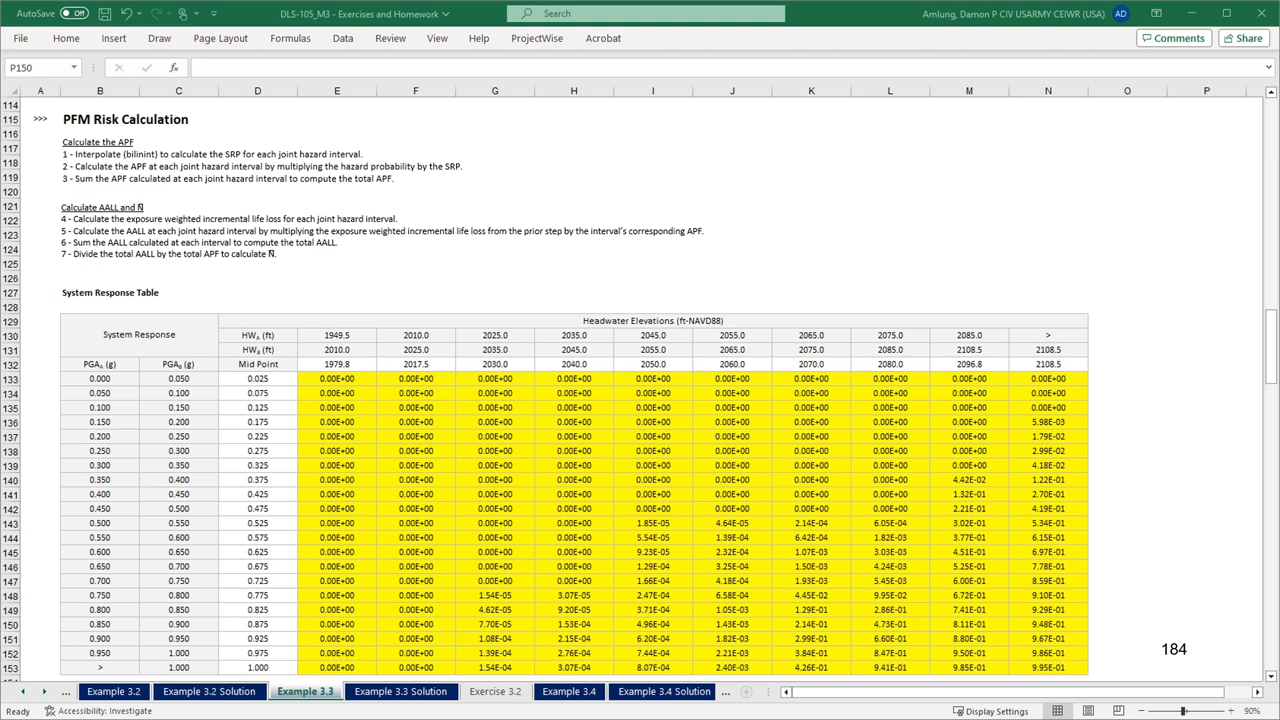 AutoSave Off DLS-105_M3 - Exercises and Homework Search Amlung, Damon P CIV USARMY CEIWR (USA) AD
File Home Insert Draw Page Layout Formulas Data Review View Help ProjectWise Acrobat Comments Share
P150 fx
A B C D E F G H I J K L M N O P
114
115 >>> PFM Risk Calculation
116
117 Calculate the APF
1 - Interpolate (bilinint) to calculate the SRP for each joint hazard interval.
118 2 - Calculate the APF at each joint hazard interval by multiplying the hazard probability by the SRP.
119 3 - Sum the APF calculated at each joint hazard interval to compute the total APF.
120
121 Calculate AALL and N̄
122 4 - Calculate the exposure weighted incremental life loss for each joint hazard interval.
123 5 - Calculate the AALL at each joint hazard interval by multiplying the exposure weighted incremental life loss from the prior step by the interval's corresponding APF.
124 6 - Sum the AALL calculated at each interval to compute the total AALL.
125 7 - Divide the total AALL by the total APF to calculate N̄.
126
127 System Response Table
128
129 Headwater Elevations (ft-NAVD88)
130 System Response HWA (ft) 1949.5 2010.0 2025.0 2035.0 2045.0 2055.0 2065.0 2075.0 2085.0 >
131 HWB (ft) 2010.0 2025.0 2035.0 2045.0 2055.0 2065.0 2075.0 2085.0 2108.5 2108.5
132 PGAA (g) PGAB (g) Mid Point 1979.8 2017.5 2030.0 2040.0 2050.0 2060.0 2070.0 2080.0 2096.8 2108.5
133 0.000 0.050 0.025 0.00E+00 0.00E+00 0.00E+00 0.00E+00 0.00E+00 0.00E+00 0.00E+00 0.00E+00 0.00E+00 0.00E+00
134 0.050 0.100 0.075 0.00E+00 0.00E+00 0.00E+00 0.00E+00 0.00E+00 0.00E+00 0.00E+00 0.00E+00 0.00E+00 0.00E+00
135 0.100 0.150 0.125 0.00E+00 0.00E+00 0.00E+00 0.00E+00 0.00E+00 0.00E+00 0.00E+00 0.00E+00 0.00E+00 0.00E+00
136 0.150 0.200 0.175 0.00E+00 0.00E+00 0.00E+00 0.00E+00 0.00E+00 0.00E+00 0.00E+00 0.00E+00 0.00E+00 5.98E-03
137 0.200 0.250 0.225 0.00E+00 0.00E+00 0.00E+00 0.00E+00 0.00E+00 0.00E+00 0.00E+00 0.00E+00 0.00E+00 1.79E-02
138 0.250 0.300 0.275 0.00E+00 0.00E+00 0.00E+00 0.00E+00 0.00E+00 0.00E+00 0.00E+00 0.00E+00 0.00E+00 2.99E-02
139 0.300 0.350 0.325 0.00E+00 0.00E+00 0.00E+00 0.00E+00 0.00E+00 0.00E+00 0.00E+00 0.00E+00 0.00E+00 4.18E-02
140 0.350 0.400 0.375 0.00E+00 0.00E+00 0.00E+00 0.00E+00 0.00E+00 0.00E+00 0.00E+00 0.00E+00 4.42E-02 1.22E-01
141 0.400 0.450 0.425 0.00E+00 0.00E+00 0.00E+00 0.00E+00 0.00E+00 0.00E+00 0.00E+00 0.00E+00 1.32E-01 2.70E-01
142 0.450 0.500 0.475 0.00E+00 0.00E+00 0.00E+00 0.00E+00 0.00E+00 0.00E+00 0.00E+00 0.00E+00 2.21E-01 4.19E-01
143 0.500 0.550 0.525 0.00E+00 0.00E+00 0.00E+00 0.00E+00 1.85E-05 4.64E-05 2.14E-04 6.05E-04 3.02E-01 5.34E-01
144 0.550 0.600 0.575 0.00E+00 0.00E+00 0.00E+00 0.00E+00 5.54E-05 1.39E-04 6.42E-04 1.82E-03 3.77E-01 6.15E-01
145 0.600 0.650 0.625 0.00E+00 0.00E+00 0.00E+00 0.00E+00 9.23E-05 2.32E-04 1.07E-03 3.03E-03 4.51E-01 6.97E-01
146 0.650 0.700 0.675 0.00E+00 0.00E+00 0.00E+00 0.00E+00 1.29E-04 3.25E-04 1.50E-03 4.24E-03 5.25E-01 7.78E-01
147 0.700 0.750 0.725 0.00E+00 0.00E+00 0.00E+00 0.00E+00 1.66E-04 4.18E-04 1.93E-03 5.45E-03 6.00E-01 8.59E-01
148 0.750 0.800 0.775 0.00E+00 0.00E+00 1.54E-05 3.07E-05 2.47E-04 6.58E-04 4.45E-02 9.95E-02 6.72E-01 9.10E-01
149 0.800 0.850 0.825 0.00E+00 0.00E+00 4.62E-05 9.20E-05 3.71E-04 1.05E-03 1.29E-01 2.86E-01 7.41E-01 9.29E-01
150 0.850 0.900 0.875 0.00E+00 0.00E+00 7.70E-05 1.53E-04 4.96E-04 1.43E-03 2.14E-01 4.73E-01 8.11E-01 9.48E-01
151 0.900 0.950 0.925 0.00E+00 0.00E+00 1.08E-04 2.15E-04 6.20E-04 1.82E-03 2.99E-01 6.60E-01 8.80E-01 9.67E-01
152 0.950 1.000 0.975 0.00E+00 0.00E+00 1.39E-04 2.76E-04 7.44E-04 2.21E-03 3.84E-01 8.47E-01 9.50E-01 9.86E-01
153 > 1.000 1.000 0.00E+00 0.00E+00 1.54E-04 3.07E-04 8.07E-04 2.40E-03 4.26E-01 9.41E-01 9.85E-01 9.95E-01
184
... Example 3.2 Example 3.2 Solution Example 3.3 Example 3.3 Solution Exercise 3.2 Example 3.4 Example 3.4 Solution ...
Ready Accessibility: Investigate Display Settings 90%